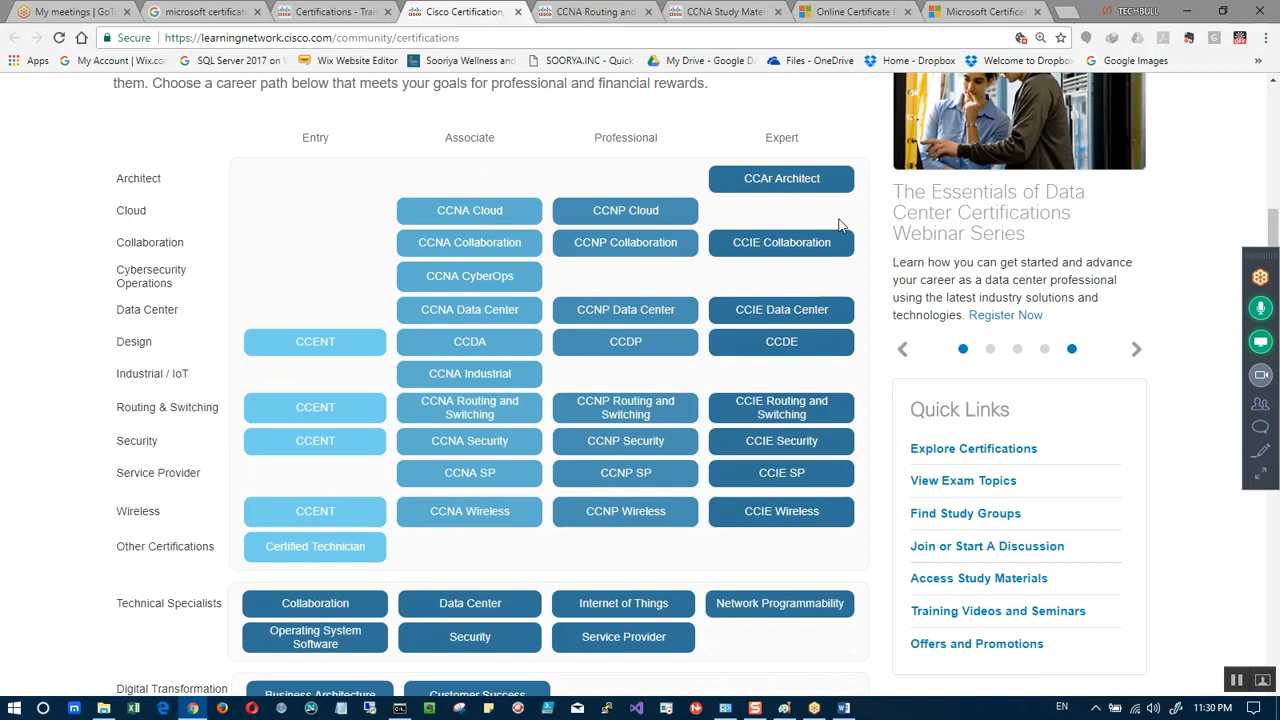 My meetings | GoT
microsoft certificati
Certifications - Trai
Cisco Certification
CCNA Routing and
CCNA Study Mater
Online Certificate P
Microsoft Certificat
TECHBULL
Secure
https://learningnetwork.cisco.com/community/certifications
Apps
My Account | Wix.co
SQL Server 2017'dn
Wix Website Editor
Sooriya Wellness and
SOORYA.INC - Quick
My Drive - Google D
Files - OneDrive
Home - Dropbox
Welcome to Dropbox
Google Images
»
them. Choose a career path below that meets your goals for professional and financial rewards.
Entry
Associate
Professional
Expert
Architect
CCAr Architect
Cloud
CCNA Cloud
CCNP Cloud
Collaboration
CCNA Collaboration
CCNP Collaboration
CCIE Collaboration
Cybersecurity
Operations
CCNA CyberOps
Data Center
CCNA Data Center
CCNP Data Center
CCIE Data Center
Design
CCENT
CCDA
CCDP
CCDE
Industrial / IoT
CCNA Industrial
Routing & Switching
CCENT
CCNA Routing and
Switching
CCNP Routing and
Switching
CCIE Routing and
Switching
Security
CCENT
CCNA Security
CCNP Security
CCIE Security
Service Provider
CCNA SP
CCNP SP
CCIE SP
Wireless
CCENT
CCNA Wireless
CCNP Wireless
CCIE Wireless
Other Certifications
Certified Technician
Technical Specialists
Collaboration
Data Center
Internet of Things
Network Programmability
Operating System
Software
Security
Service Provider
Digital Transformation
Business Architecture
Customer Success
The Essentials of Data
Center Certifications
Webinar Series
Learn how you can get started and advance
your career as a data center professional
using the latest industry solutions and
technologies. Register Now
Quick Links
Explore Certifications
View Exam Topics
Find Study Groups
Join or Start A Discussion
Access Study Materials
Training Videos and Seminars
Offers and Promotions
EN
11:30 PM